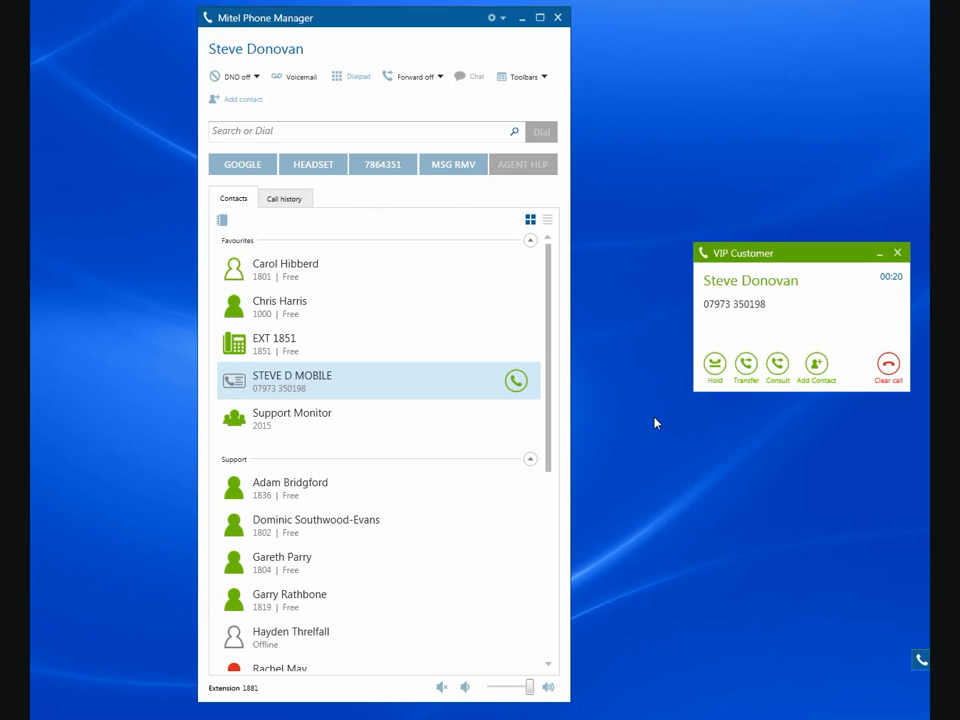 Mitel Phone Manager
Steve Donovan
DND off Voicemail Dialpad Forward off Chat Toolbars
Add contact
Search or Dial Dial
GOOGLE HEADSET 7864351 MSG RMV AGENT HLP
Contacts Call history
Favourites
Carol Hibberd
1801 | Free
Chris Harris
1000 | Free
EXT 1851
1851 | Free
STEVE D MOBILE
07973 350198
Support Monitor
2015
Support
Adam Bridgford
1836 | Free
Dominic Southwood-Evans
1802 | Free
Gareth Parry
1804 | Free
Garry Rathbone
1819 | Free
Hayden Threlfall
Offline
Rachel May
Extension 1881
VIP Customer
Steve Donovan 00:20
07973 350198
Hold Transfer Consult Add Contact Clear call